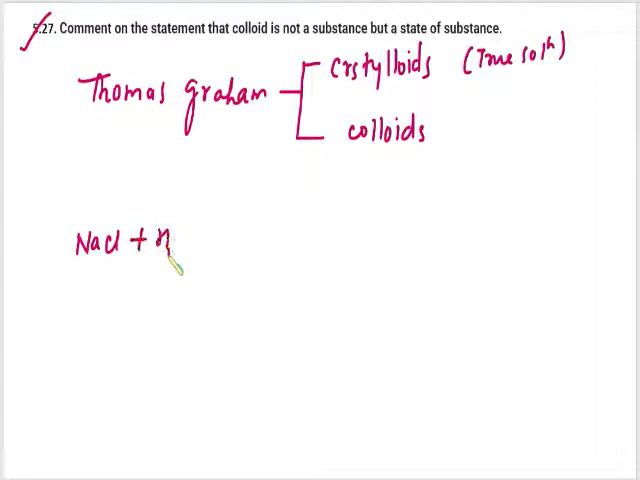 5.27. Comment on the statement that colloid is not a substance but a state of substance.
crstylloids (True sol^n)
Thomas Graham
colloids
NaCl +